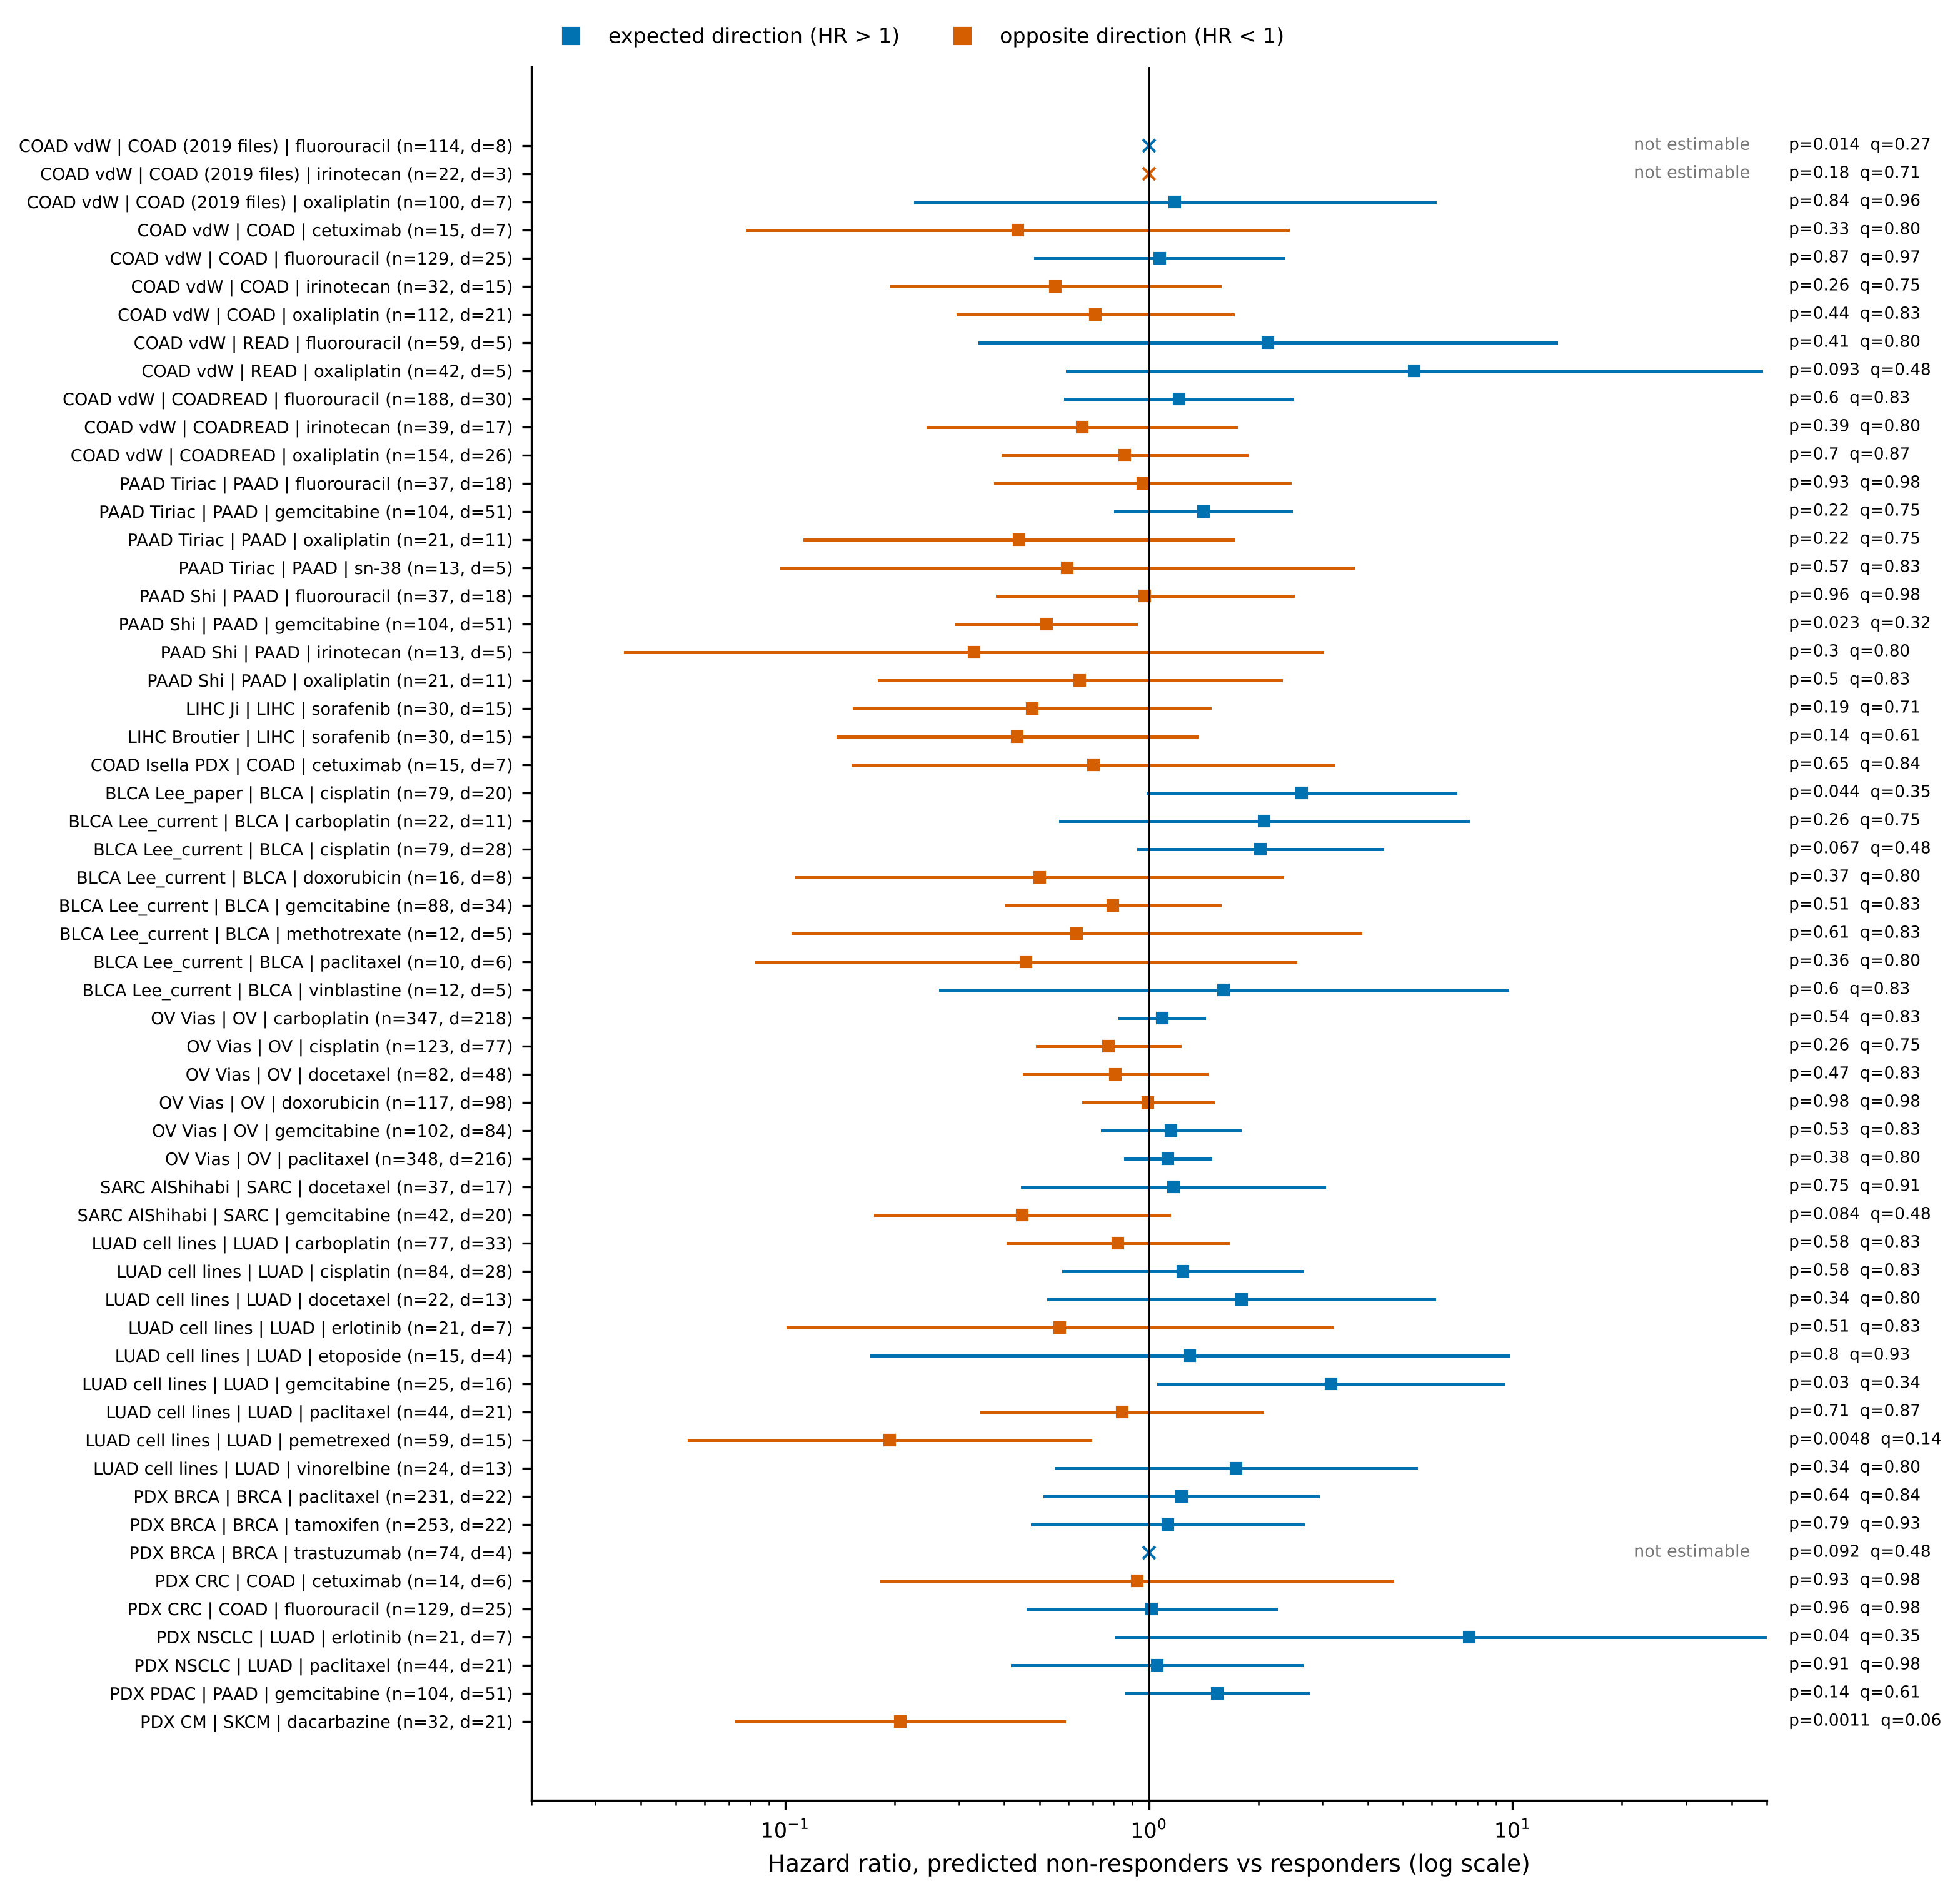 expected direction (HR > 1) opposite direction (HR < 1)
COAD vdW | COAD (2019 files) | fluorouracil (n=114, d=8) not estimable p=0.014 q=0.27
COAD vdW | COAD (2019 files) | irinotecan (n=22, d=3) not estimable p=0.18 q=0.71
COAD vdW | COAD (2019 files) | oxaliplatin (n=100, d=7) p=0.84 q=0.96
COAD vdW | COAD | cetuximab (n=15, d=7) p=0.33 q=0.80
COAD vdW | COAD | fluorouracil (n=129, d=25) p=0.87 q=0.97
COAD vdW | COAD | irinotecan (n=32, d=15) p=0.26 q=0.75
COAD vdW | COAD | oxaliplatin (n=112, d=21) p=0.44 q=0.83
COAD vdW | READ | fluorouracil (n=59, d=5) p=0.41 q=0.80
COAD vdW | READ | oxaliplatin (n=42, d=5) p=0.093 q=0.48
COAD vdW | COADREAD | fluorouracil (n=188, d=30) p=0.6 q=0.83
COAD vdW | COADREAD | irinotecan (n=39, d=17) p=0.39 q=0.80
COAD vdW | COADREAD | oxaliplatin (n=154, d=26) p=0.7 q=0.87
PAAD Tiriac | PAAD | fluorouracil (n=37, d=18) p=0.93 q=0.98
PAAD Tiriac | PAAD | gemcitabine (n=104, d=51) p=0.22 q=0.75
PAAD Tiriac | PAAD | oxaliplatin (n=21, d=11) p=0.22 q=0.75
PAAD Tiriac | PAAD | sn-38 (n=13, d=5) p=0.57 q=0.83
PAAD Shi | PAAD | fluorouracil (n=37, d=18) p=0.96 q=0.98
PAAD Shi | PAAD | gemcitabine (n=104, d=51) p=0.023 q=0.32
PAAD Shi | PAAD | irinotecan (n=13, d=5) p=0.3 q=0.80
PAAD Shi | PAAD | oxaliplatin (n=21, d=11) p=0.5 q=0.83
LIHC Ji | LIHC | sorafenib (n=30, d=15) p=0.19 q=0.71
LIHC Broutier | LIHC | sorafenib (n=30, d=15) p=0.14 q=0.61
COAD Isella PDX | COAD | cetuximab (n=15, d=7) p=0.65 q=0.84
BLCA Lee_paper | BLCA | cisplatin (n=79, d=20) p=0.044 q=0.35
BLCA Lee_current | BLCA | carboplatin (n=22, d=11) p=0.26 q=0.75
BLCA Lee_current | BLCA | cisplatin (n=79, d=28) p=0.067 q=0.48
BLCA Lee_current | BLCA | doxorubicin (n=16, d=8) p=0.37 q=0.80
BLCA Lee_current | BLCA | gemcitabine (n=88, d=34) p=0.51 q=0.83
BLCA Lee_current | BLCA | methotrexate (n=12, d=5) p=0.61 q=0.83
BLCA Lee_current | BLCA | paclitaxel (n=10, d=6) p=0.36 q=0.80
BLCA Lee_current | BLCA | vinblastine (n=12, d=5) p=0.6 q=0.83
OV Vias | OV | carboplatin (n=347, d=218) p=0.54 q=0.83
OV Vias | OV | cisplatin (n=123, d=77) p=0.26 q=0.75
OV Vias | OV | docetaxel (n=82, d=48) p=0.47 q=0.83
OV Vias | OV | doxorubicin (n=117, d=98) p=0.98 q=0.98
OV Vias | OV | gemcitabine (n=102, d=84) p=0.53 q=0.83
OV Vias | OV | paclitaxel (n=348, d=216) p=0.38 q=0.80
SARC AlShihabi | SARC | docetaxel (n=37, d=17) p=0.75 q=0.91
SARC AlShihabi | SARC | gemcitabine (n=42, d=20) p=0.084 q=0.48
LUAD cell lines | LUAD | carboplatin (n=77, d=33) p=0.58 q=0.83
LUAD cell lines | LUAD | cisplatin (n=84, d=28) p=0.58 q=0.83
LUAD cell lines | LUAD | docetaxel (n=22, d=13) p=0.34 q=0.80
LUAD cell lines | LUAD | erlotinib (n=21, d=7) p=0.51 q=0.83
LUAD cell lines | LUAD | etoposide (n=15, d=4) p=0.8 q=0.93
LUAD cell lines | LUAD | gemcitabine (n=25, d=16) p=0.03 q=0.34
LUAD cell lines | LUAD | paclitaxel (n=44, d=21) p=0.71 q=0.87
LUAD cell lines | LUAD | pemetrexed (n=59, d=15) p=0.0048 q=0.14
LUAD cell lines | LUAD | vinorelbine (n=24, d=13) p=0.34 q=0.80
PDX BRCA | BRCA | paclitaxel (n=231, d=22) p=0.64 q=0.84
PDX BRCA | BRCA | tamoxifen (n=253, d=22) p=0.79 q=0.93
PDX BRCA | BRCA | trastuzumab (n=74, d=4) not estimable p=0.092 q=0.48
PDX CRC | COAD | cetuximab (n=14, d=6) p=0.93 q=0.98
PDX CRC | COAD | fluorouracil (n=129, d=25) p=0.96 q=0.98
PDX NSCLC | LUAD | erlotinib (n=21, d=7) p=0.04 q=0.35
PDX NSCLC | LUAD | paclitaxel (n=44, d=21) p=0.91 q=0.98
PDX PDAC | PAAD | gemcitabine (n=104, d=51) p=0.14 q=0.61
PDX CM | SKCM | dacarbazine (n=32, d=21) p=0.0011 q=0.06
10⁻¹ 10⁰ 10¹
Hazard ratio, predicted non-responders vs responders (log scale)